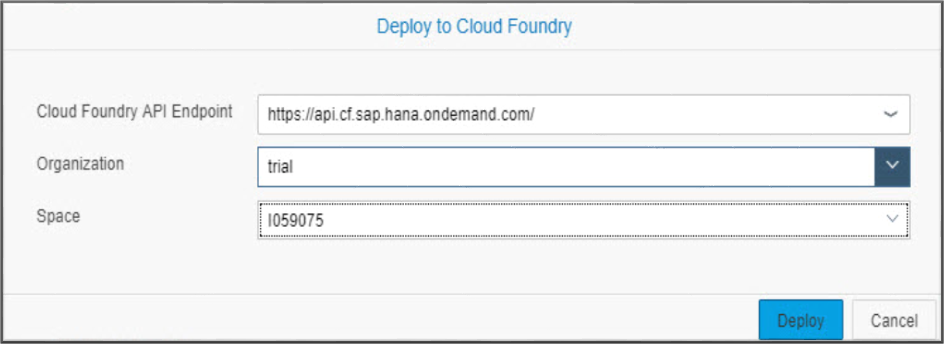 Deploy to Cloud Foundry
Cloud Foundry API Endpoint https://api.cf.sap.hana.ondemand.com/
Organization trial
Space I059075
Deploy Cancel